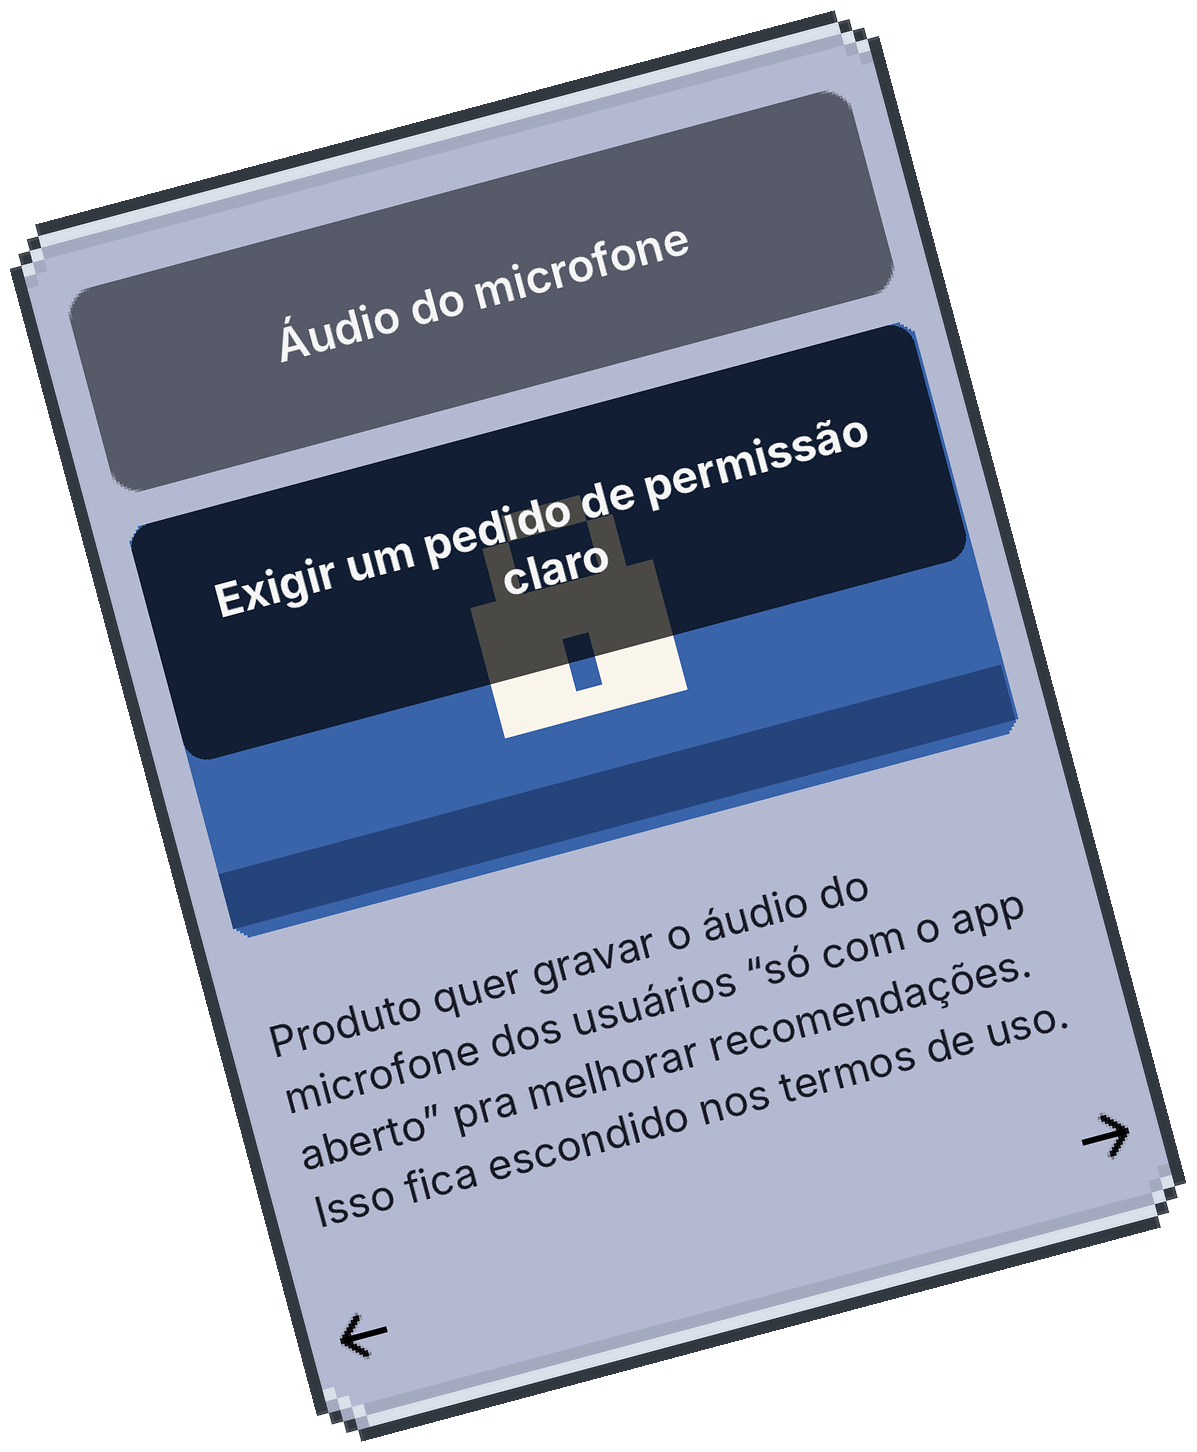 Áudio do microfone
Exigir um pedido de permissão
claro
Produto quer gravar o áudio do
microfone dos usuários “só com o app
aberto” pra melhorar recomendações.
Isso fica escondido nos termos de uso.